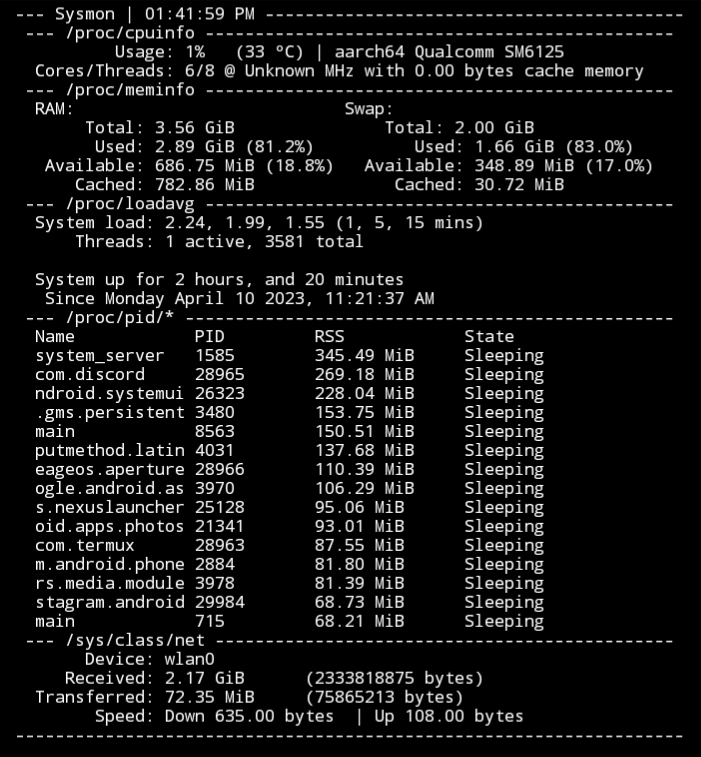 --- Sysmon | 01:41:59 PM ------------------------------------------
--- /proc/cpuinfo ----------------------------------------------
Usage: 1% (33 ºC) | aarch64 Qualcomm SM6125
Cores/Threads: 6/8 @ Unknown MHz with 0.00 bytes cache memory
--- /proc/meminfo ----------------------------------------------
RAM: Swap:
Total: 3.56 GiB Total: 2.00 GiB
Used: 2.89 GiB (81.2%) Used: 1.66 GiB (83.0%)
Available: 686.75 MiB (18.8%) Available: 348.89 MiB (17.0%)
Cached: 782.86 MiB Cached: 30.72 MiB
--- /proc/loadavg ----------------------------------------------
System load: 2.24, 1.99, 1.55 (1, 5, 15 mins)
Threads: 1 active, 3581 total
System up for 2 hours, and 20 minutes
Since Monday April 10 2023, 11:21:37 AM
--- /proc/pid/* -------------------------------------------------
Name PID RSS State
system_server 1585 345.49 MiB Sleeping
com.discord 28965 269.18 MiB Sleeping
ndroid.systemui 26323 228.04 MiB Sleeping
.gms.persistent 3480 153.75 MiB Sleeping
main 8563 150.51 MiB Sleeping
putmethod.latin 4031 137.68 MiB Sleeping
eageos.aperture 28966 110.39 MiB Sleeping
ogle.android.as 3970 106.29 MiB Sleeping
s.nexuslauncher 25128 95.06 MiB Sleeping
oid.apps.photos 21341 93.01 MiB Sleeping
com.termux 28963 87.55 MiB Sleeping
m.android.phone 2884 81.80 MiB Sleeping
rs.media.module 3978 81.39 MiB Sleeping
stagram.android 29984 68.73 MiB Sleeping
main 715 68.21 MiB Sleeping
--- /sys/class/net ----------------------------------------------
Device: wlan0
Received: 2.17 GiB (2333818875 bytes)
Transferred: 72.35 MiB (75865213 bytes)
Speed: Down 635.00 bytes | Up 108.00 bytes
-------------------------------------------------------------------